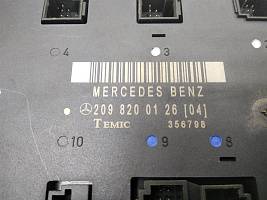 4 3
MERCEDES BENZ
209 820 01 26 [04]
TEMIC 356798
10 9 8